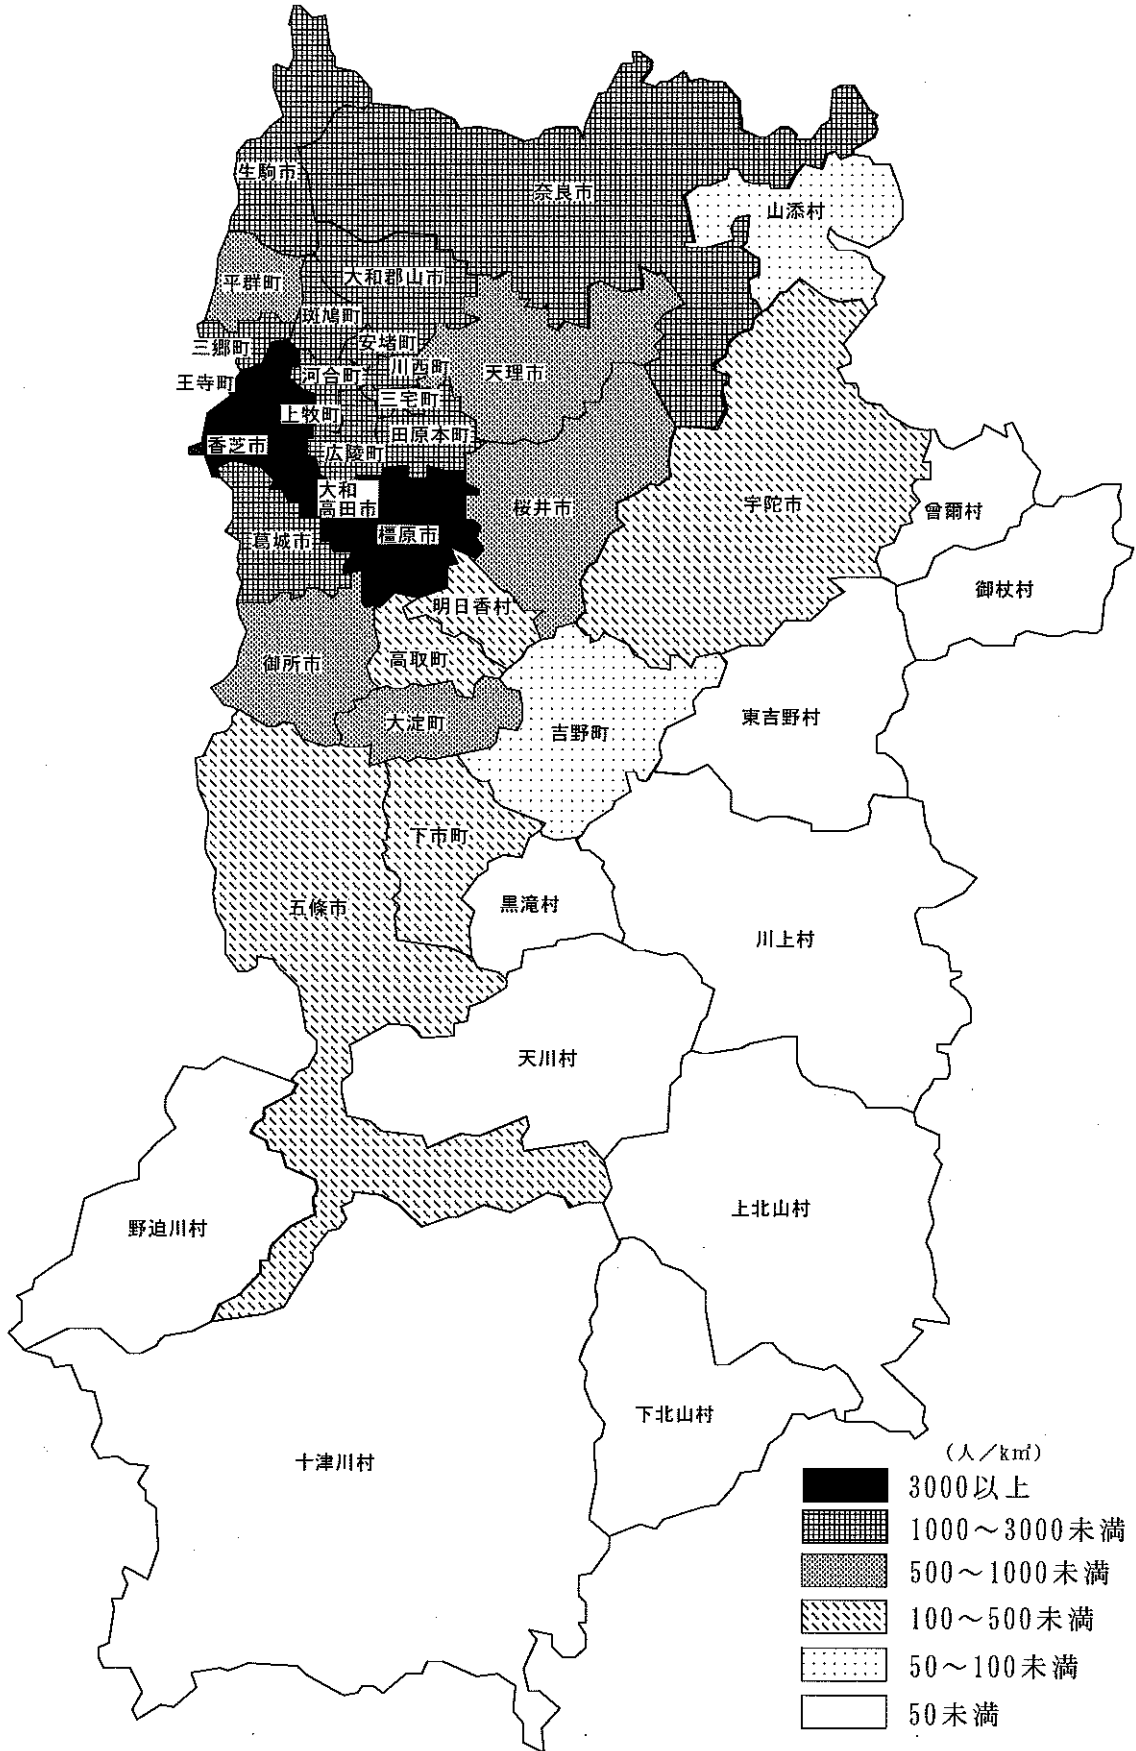 生駒市
奈良市
山添村
平群町
大和郡山市
斑鳩町
安堵町
三郷町
川西町
天理市
王寺町
河合町
三宅町
上牧町
田原本町
香芝市
広陵町
大和
高田市
桜井市
宇陀市
曾爾村
橿原市
葛城市
御杖村
明日香村
御所市
高取町
大淀町
吉野町
東吉野村
下市町
五條市
黒滝村
川上村
天川村
野迫川村
上北山村
下北山村
十津川村
(人/k㎡)
3000以上
1000～3000未満
500～1000未満
100～500未満
50～100未満
50未満